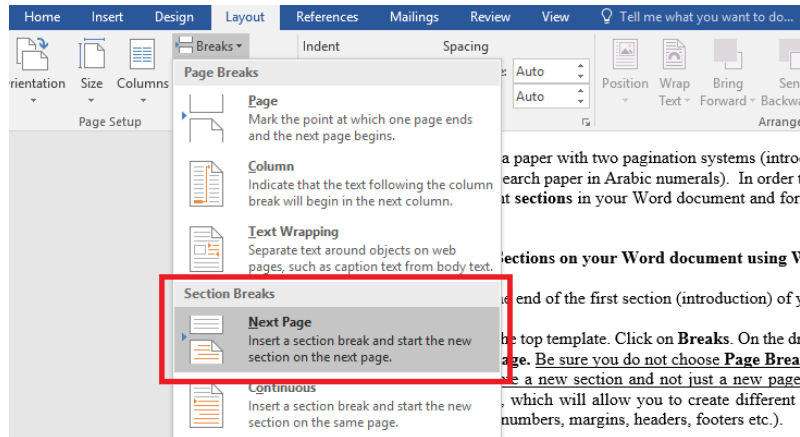 Home Insert Design Layout References Mailings Review View Tell me what you want to do...
Breaks Indent Spacing
Size Columns
Auto
Auto
Position Wrap Text Bring Forward
Page Setup
Page Breaks
Page
Mark the point at which one page ends
and the next page begins.
Column
Indicate that the text following the column
break will begin in the next column.
Text Wrapping
Separate text around objects on web
pages, such as caption text from body text.
Section Breaks
Next Page
Insert a section break and start the new
section on the next page.
Continuous
Insert a section break and start the new
section on the same page.
a paper with two pagination systems
paper in Arabic numerals). In order
sections in your Word document and
on your Word document using
end of the first section (introduction) of
top template. Click on Breaks. On the
Be sure you do not choose Page
a new section and not just a new page
, which will allow you to create different
numbers, margins, headers, footers etc.).